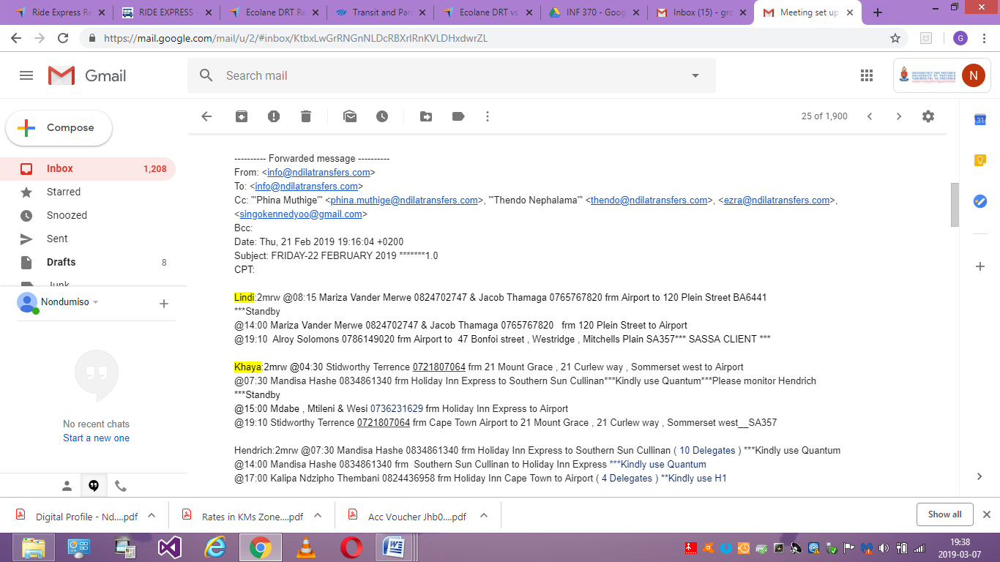 Ride Express Re
RIDE EXPRESS -
Ecolane DRT Re
Transit and Par
Ecolane DRT vs
INF 370 - Goog
Inbox (15) - gro
Meeting set up
https://mail.google.com/mail/u/2/#inbox/KtbxLwGrRNGnNLDcRBXrlRnKVLDHxdwrZL
G
Gmail
Search mail
UNIVERSITEIT VAN PRETORIA
UNIVERSITY OF PRETORIA
YUNIBESITHI YA PRETORIA
N
Compose
25 of 1,900
31
Inbox 1,208
Starred
Snoozed
Sent
Drafts 8
Junk
Nondumiso
No recent chats
Start a new one
---------- Forwarded message ----------
From: <info@ndilatransfers.com>
To: <info@ndilatransfers.com>
Cc: "'Phina Muthige'" <phina.muthige@ndilatransfers.com>, "'Thendo Nephalama'" <thendo@ndilatransfers.com>, <ezra@ndilatransfers.com>,
<singokennedyoo@gmail.com>
Bcc:
Date: Thu, 21 Feb 2019 19:16:04 +0200
Subject: FRIDAY-22 FEBRUARY 2019 *******1.0
CPT:
Lindi:2mrw @08:15 Mariza Vander Merwe 0824702747 & Jacob Thamaga 0765767820 frm Airport to 120 Plein Street BA6441
***Standby
@14:00 Mariza Vander Merwe 0824702747 & Jacob Thamaga 0765767820 frm 120 Plein Street to Airport
@19:10 Alroy Solomons 0786149020 frm Airport to 47 Bonfoi street , Westridge , Mitchells Plain SA357*** SASSA CLIENT ***
Khaya:2mrw @04:30 Stidworthy Terrence 0721807064 frm 21 Mount Grace , 21 Curlew way , Sommerset west to Airport
@07:30 Mandisa Hashe 0834861340 frm Holiday Inn Express to Southern Sun Cullinan***Kindly use Quantum***Please monitor Hendrich
***Standby
@15:00 Mdabe , Mtileni & Wesi 0736231629 frm Holiday Inn Express to Airport
@19:10 Stidworthy Terrence 0721807064 frm Cape Town Airport to 21 Mount Grace , 21 Curlew way , Sommerset west__SA357
Hendrich:2mrw @07:30 Mandisa Hashe 0834861340 frm Holiday Inn Express to Southern Sun Cullinan ( 10 Delegates ) ***Kindly use Quantum
@14:00 Mandisa Hashe 0834861340 frm Southern Sun Cullinan to Holiday Inn Express ***Kindly use Quantum
@17:00 Kalipa Ndzipho Thembani 0824436958 frm Holiday Inn Cape Town to Airport ( 4 Delegates ) **Kindly use H1
Digital Profile - Nd....pdf
Rates in KMs Zone....pdf
Acc Voucher Jhb0....pdf
Show all
19:38
2019-03-07